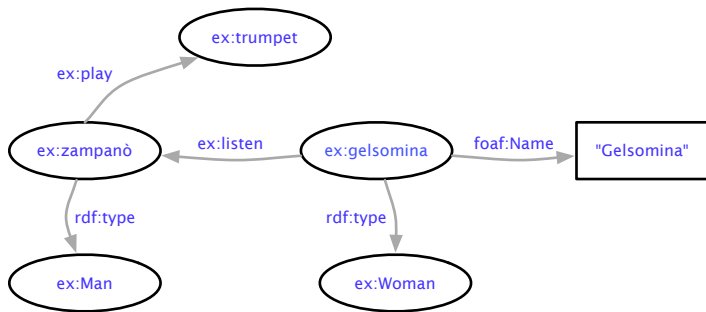 ex:trumpet
ex:play
ex:zampanò
ex:listen
ex:gelsomina
foaf:Name
"Gelsomina"
rdf:type
rdf:type
ex:Man
ex:Woman